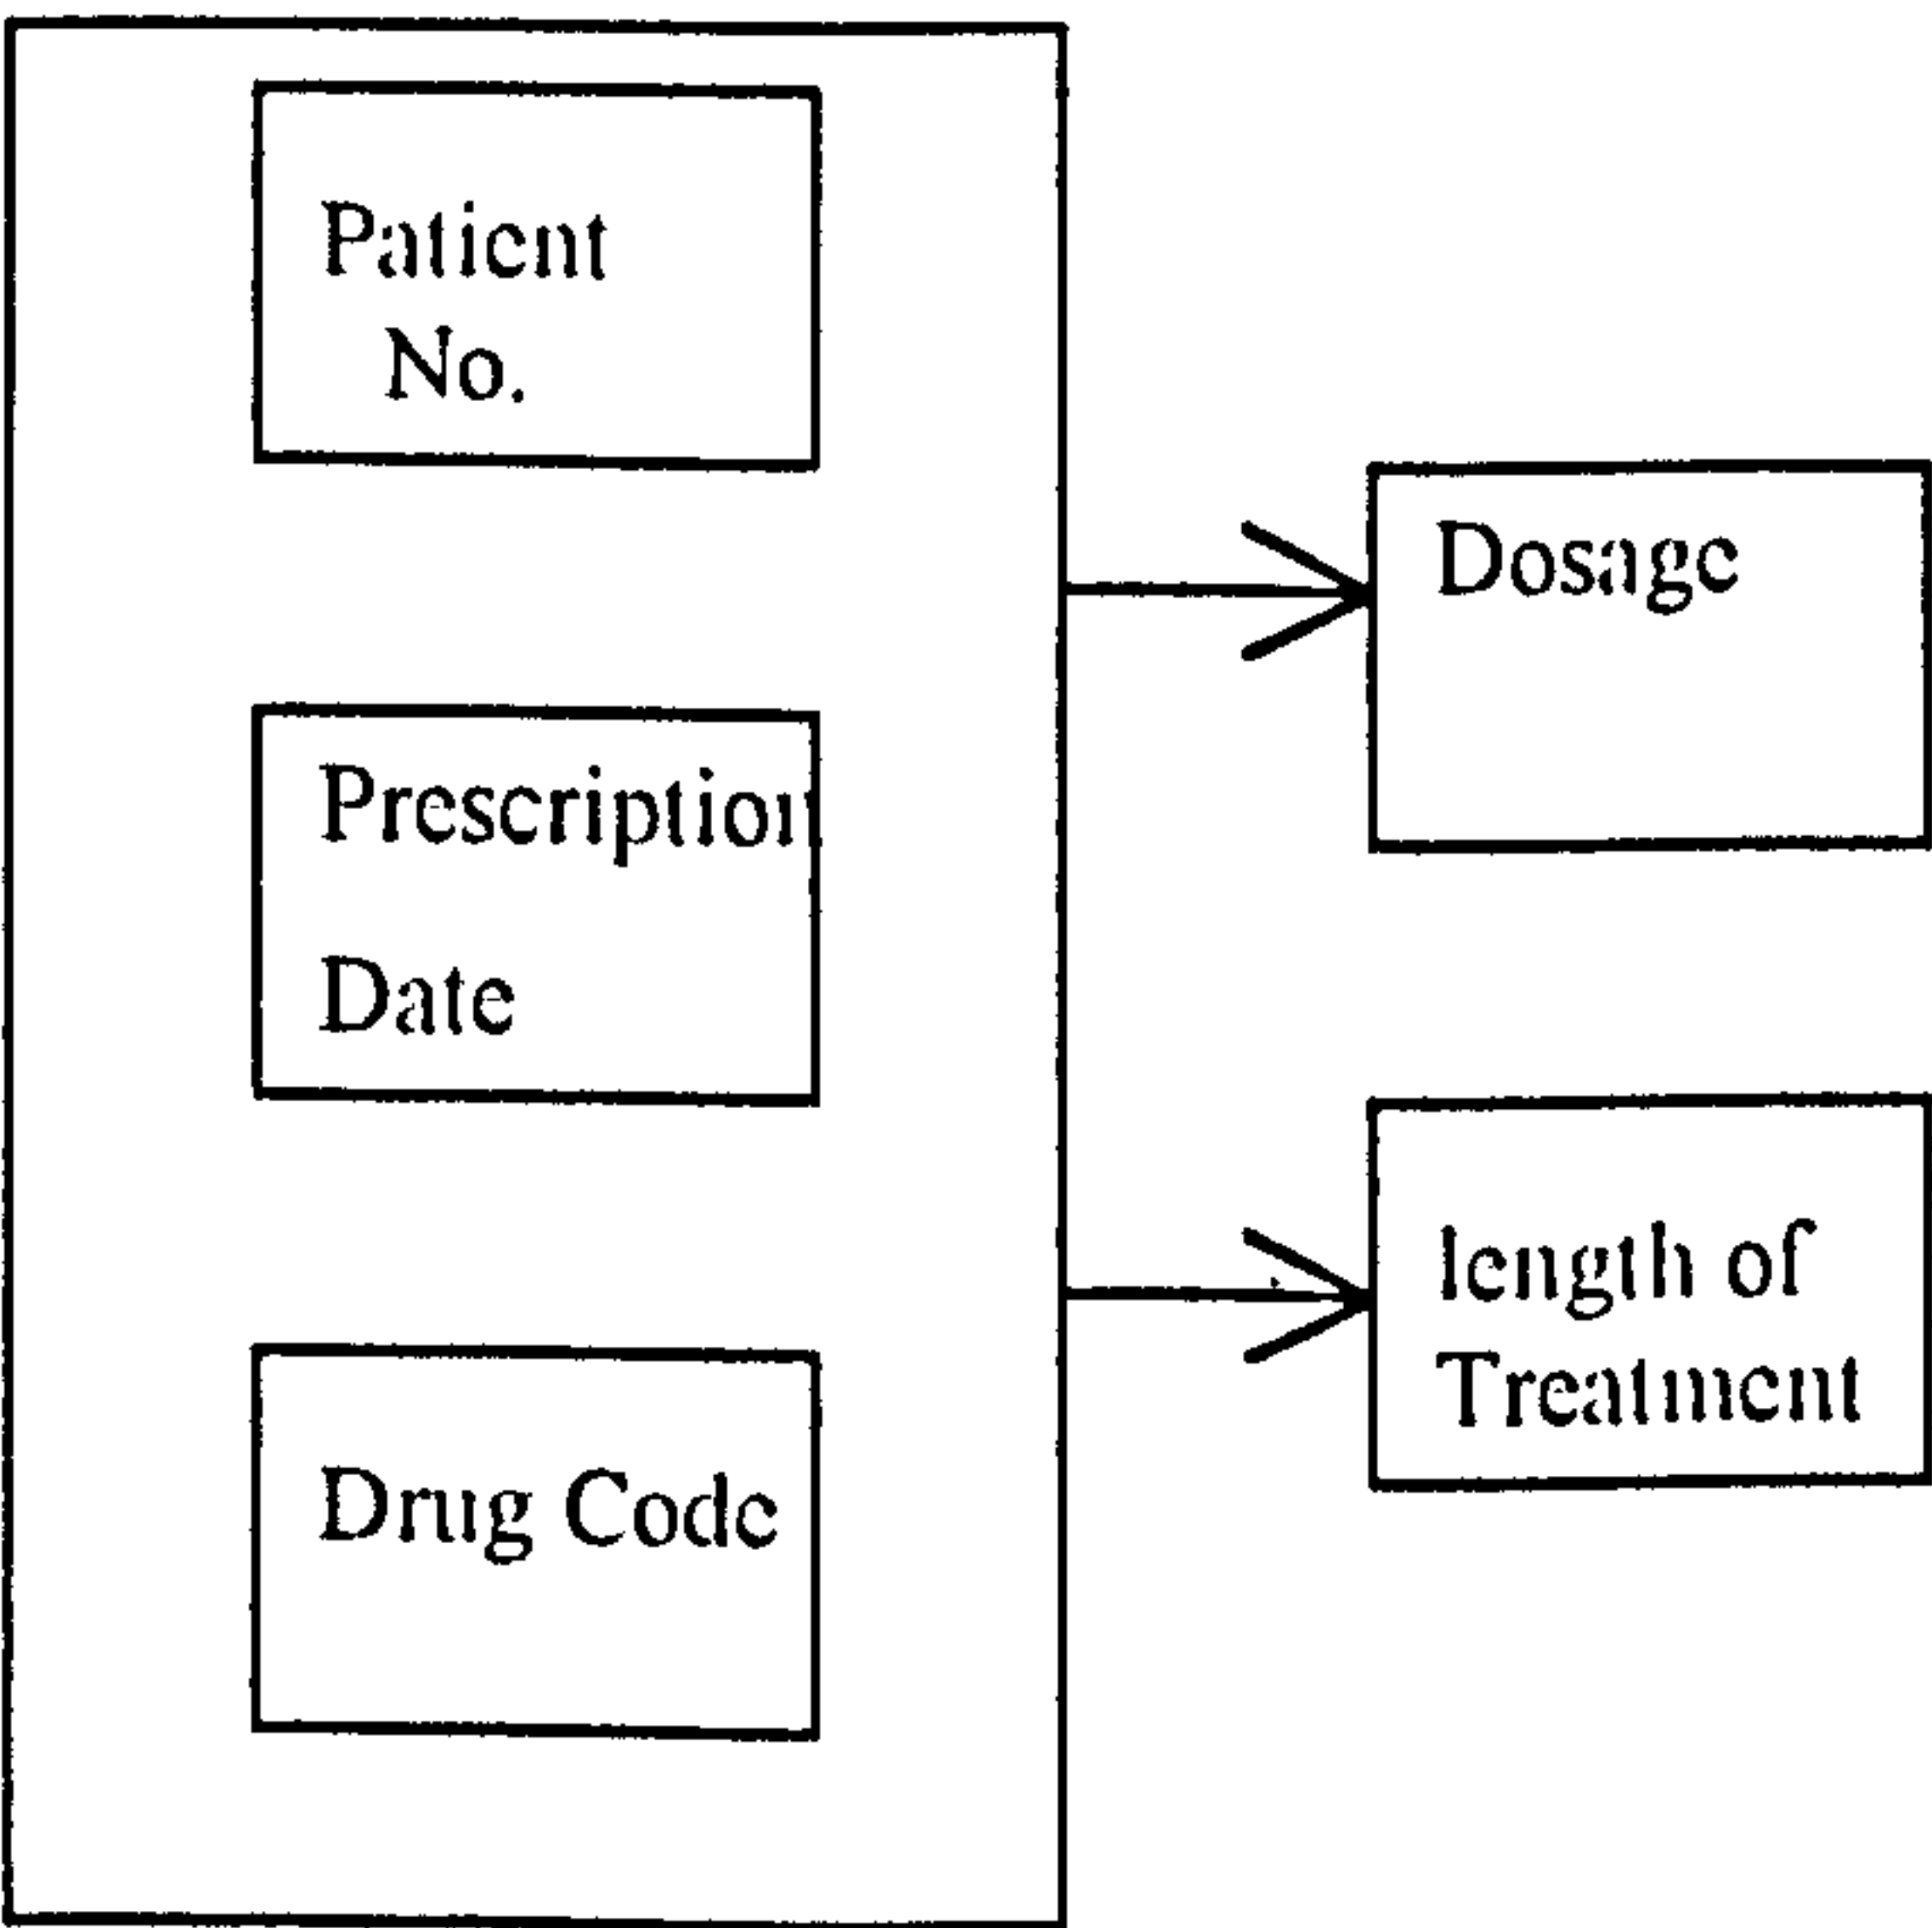 Patient
No.
Prescription
Date
Drug Code
Dosage
length of
Treatment